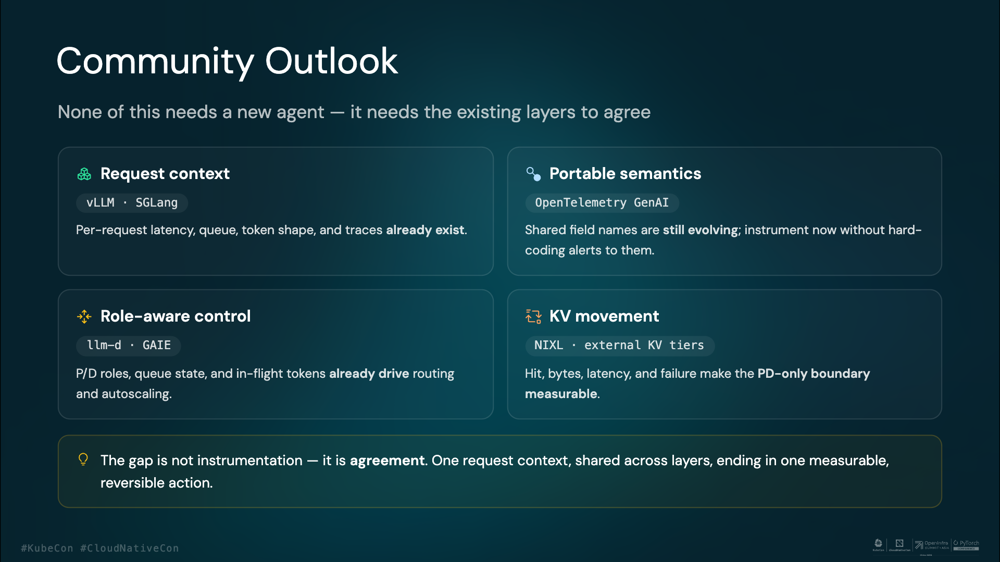 Community Outlook
None of this needs a new agent — it needs the existing layers to agree
Request context
vLLM · SGLang
Per-request latency, queue, token shape, and traces already exist.
Portable semantics
OpenTelemetry GenAI
Shared field names are still evolving; instrument now without hard-
coding alerts to them.
Role-aware control
llm-d · GAIE
P/D roles, queue state, and in-flight tokens already drive routing
and autoscaling.
KV movement
NIXL · external KV tiers
Hit, bytes, latency, and failure make the PD-only boundary
measurable.
The gap is not instrumentation — it is agreement. One request context, shared across layers, ending in one measurable,
reversible action.
#KubeCon #CloudNativeCon
KubeCon
CloudNativeCon
OpenInfra
SUMMIT · ASIA
PyTorch
CONFERENCE